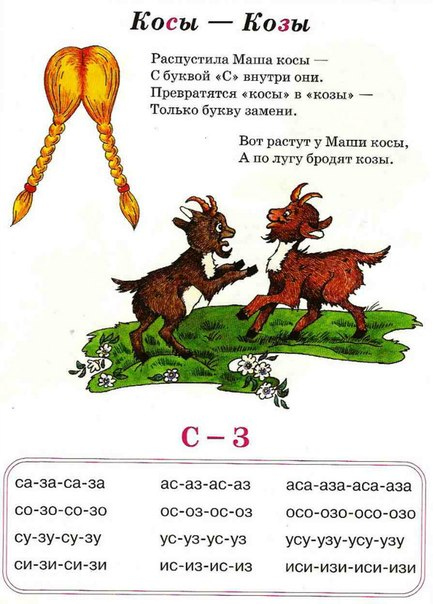 Косы — Козы
Распустила Маша косы —
С буквой «С» внутри они.
Превратятся «косы» в «козы» —
Только букву замени.
Вот растут у Маши косы,
А по лугу бродят козы.
С – З
са-за-са-за ас-аз-ас-аз аса-аза-аса-аза
со-зо-со-зо ос-оз-ос-оз осо-озо-осо-озо
су-зу-су-зу ус-уз-ус-уз усу-узу-усу-узу
си-зи-си-зи ис-из-ис-из иси-изи-иси-изи